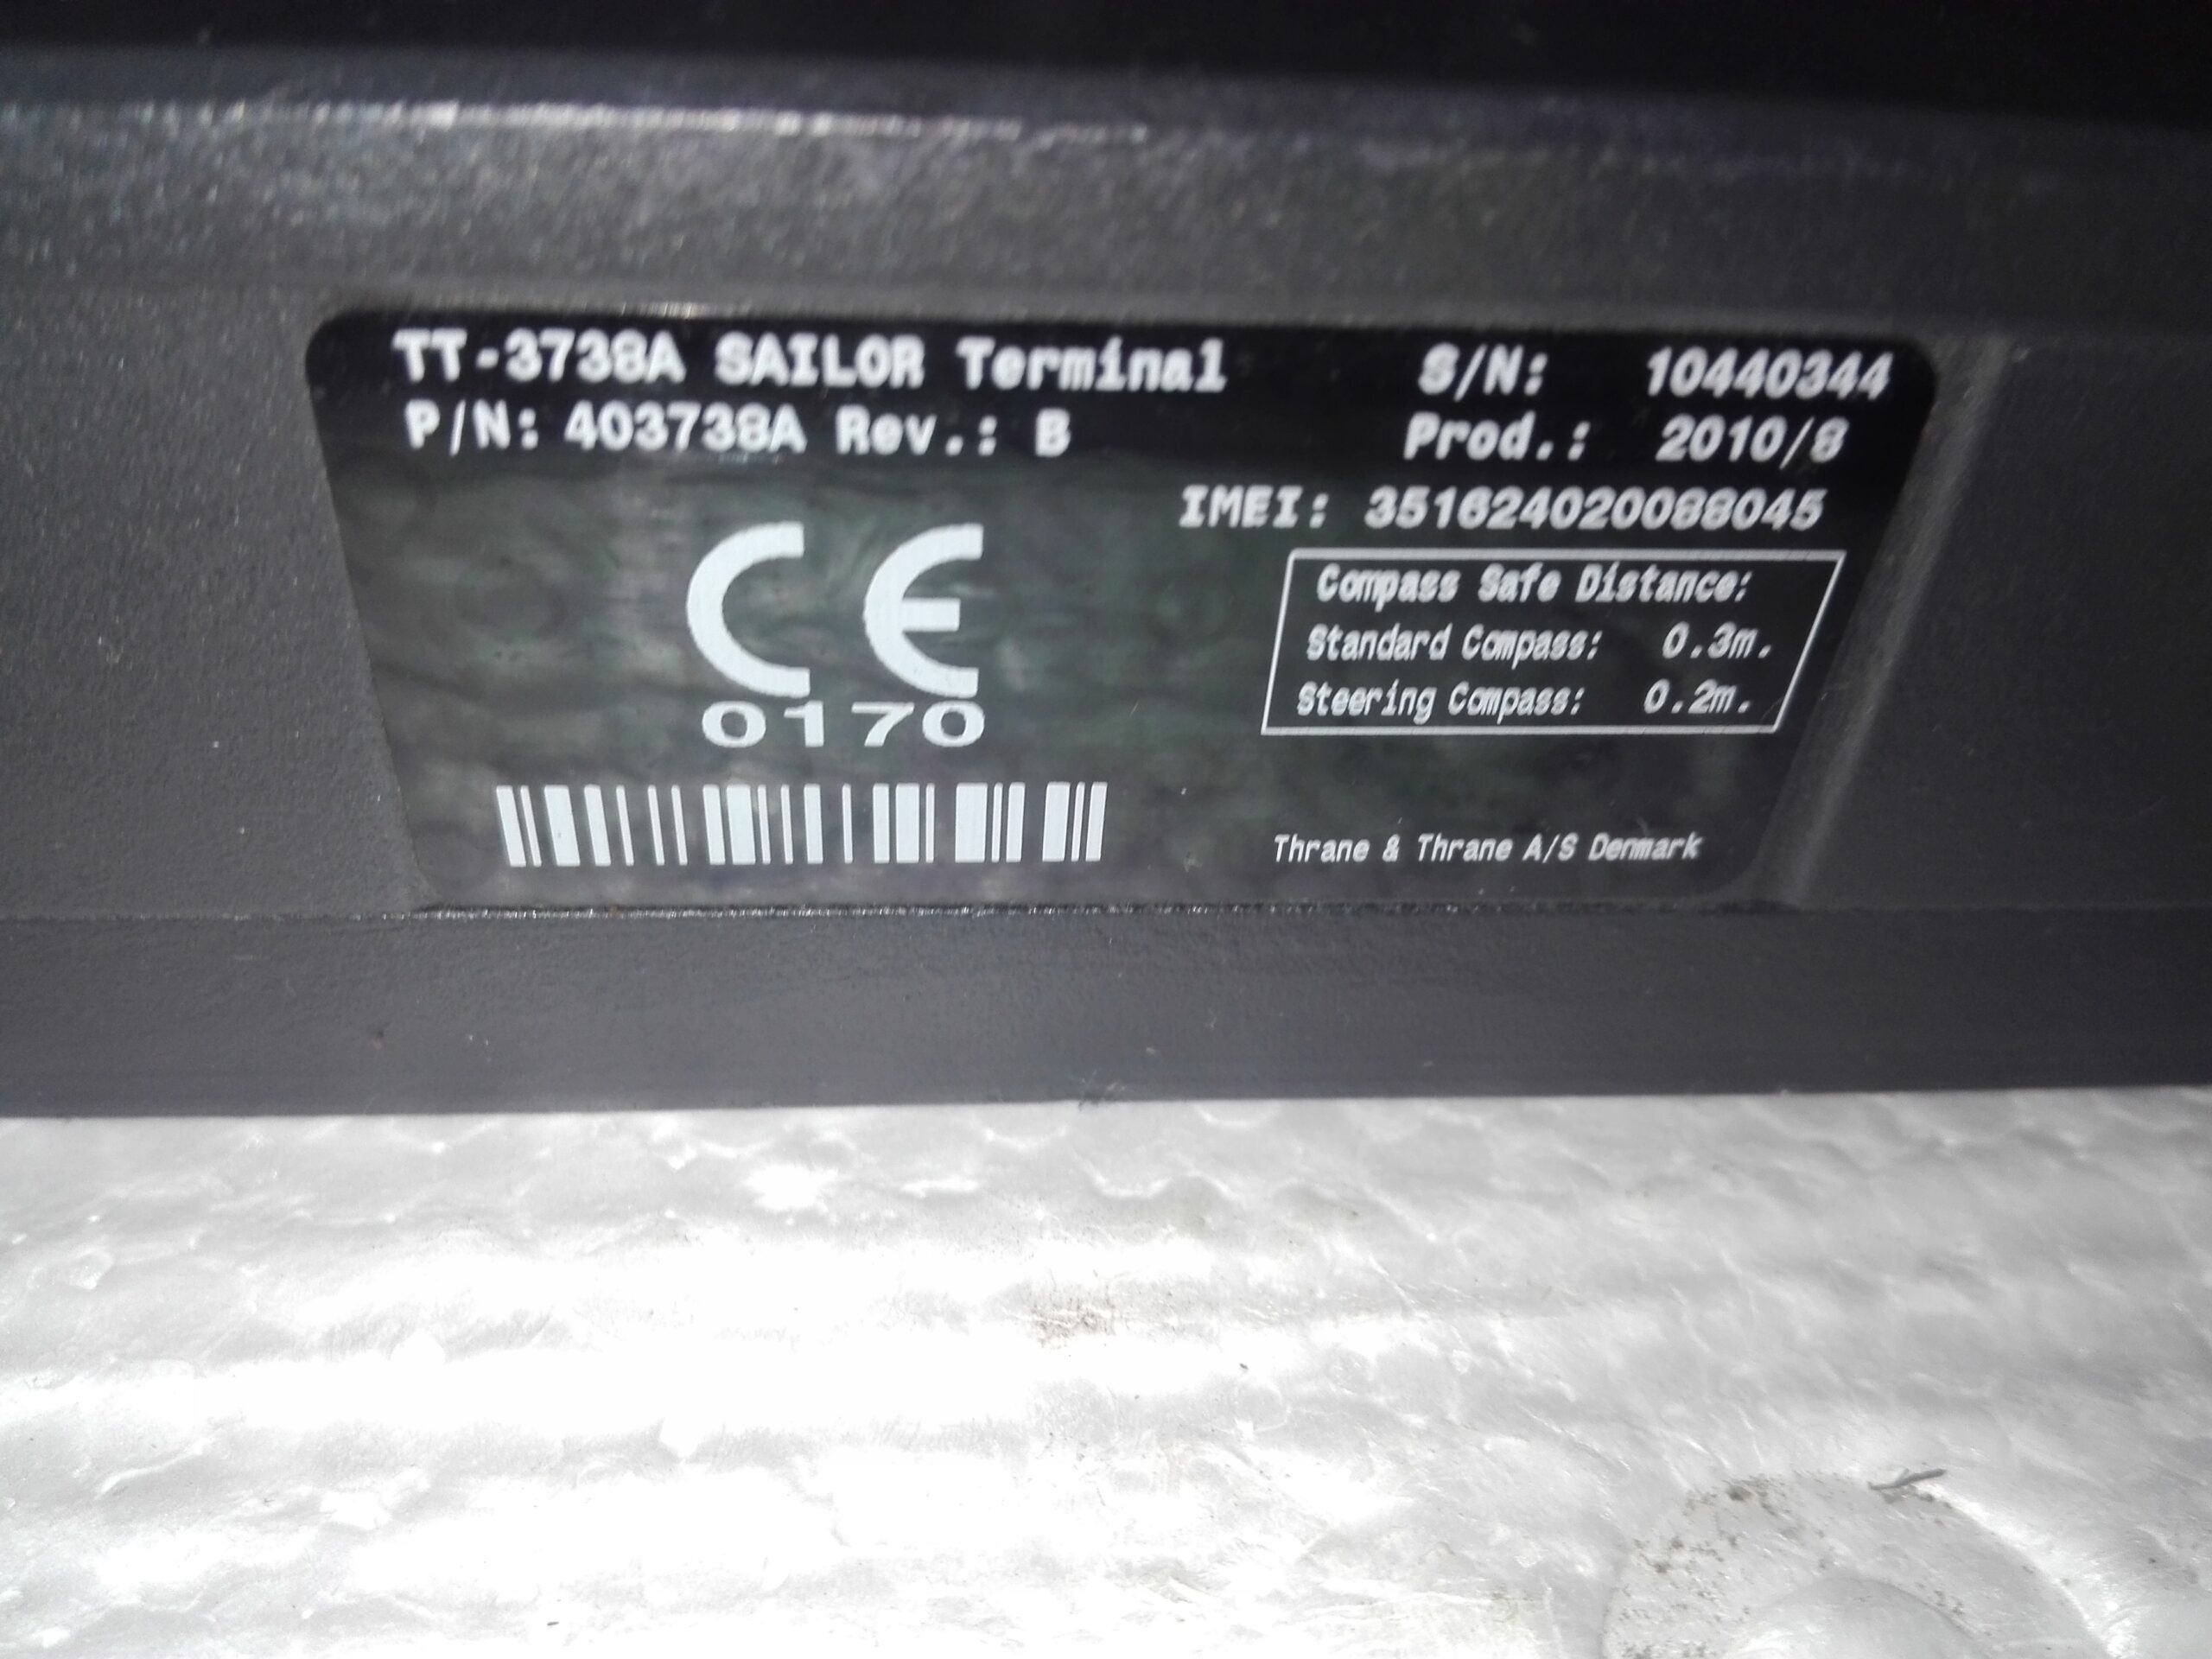 TT-3738A SAILOR Terminal
S/N: 10440344
P/N: 403738A Rev.: B
Prod.: 2010/8
IMEI: 351624020088045
CE
0170
Compass Safe Distance:
Standard Compass: 0.3m.
Steering Compass: 0.2m.
Thrane & Thrane A/S Denmark